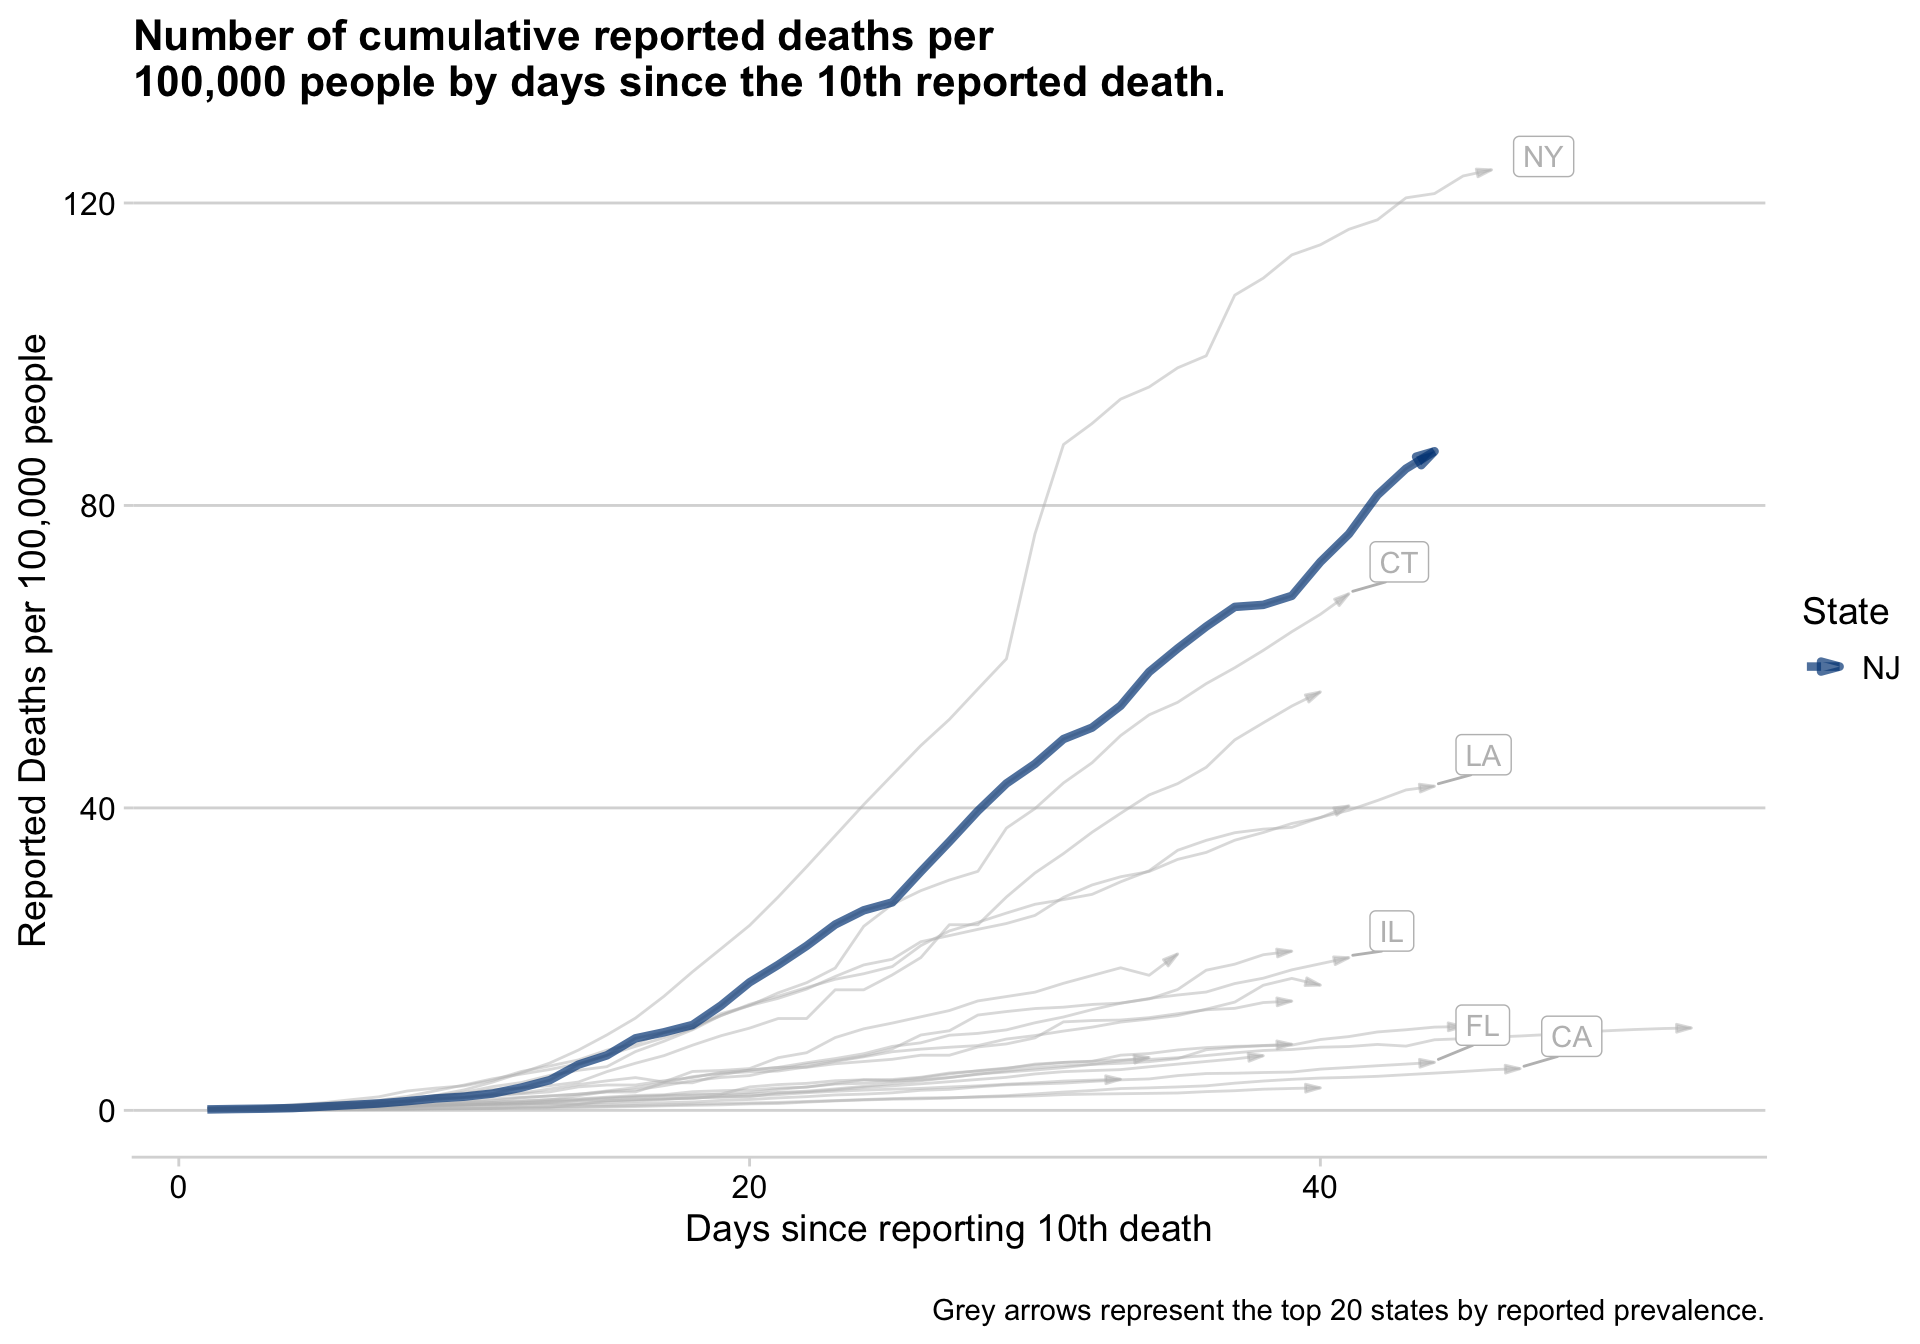 Number of cumulative reported deaths per
100,000 people by days since the 10th reported death.
NY
120
80
CT
State
NJ
LA
40
IL
FL
CA
0
Reported Deaths per 100,000 people
0 20 40
Days since reporting 10th death
Grey arrows represent the top 20 states by reported prevalence.